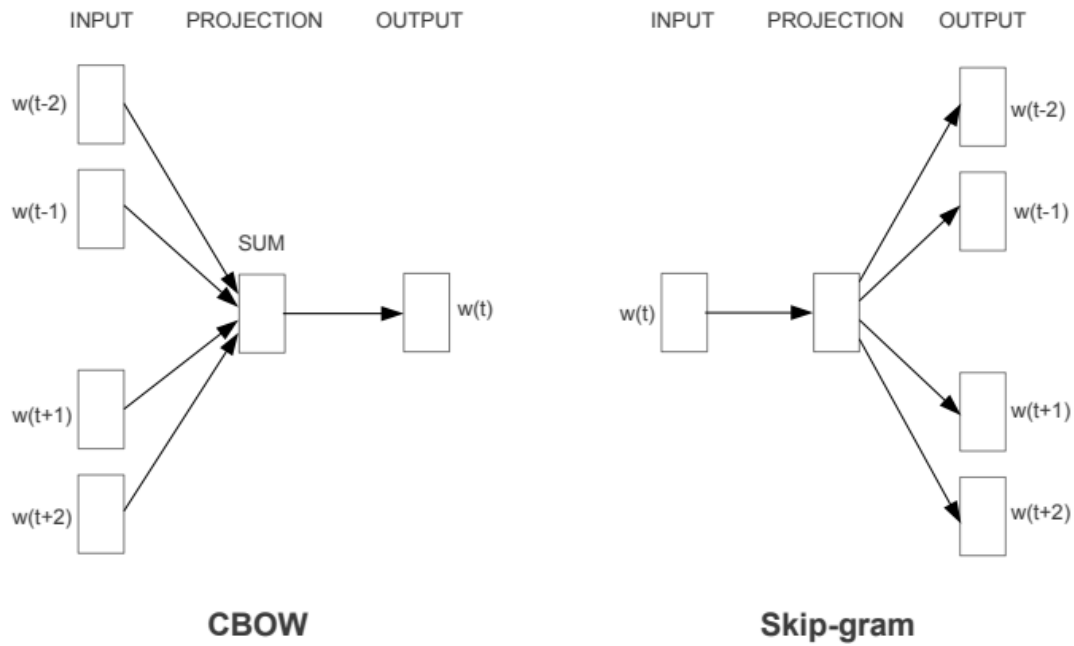 INPUT PROJECTION OUTPUT
w(t-2)
w(t-1)
SUM
w(t)
w(t+1)
w(t+2)
CBOW
INPUT PROJECTION OUTPUT
w(t-2)
w(t-1)
w(t)
w(t+1)
w(t+2)
Skip-gram